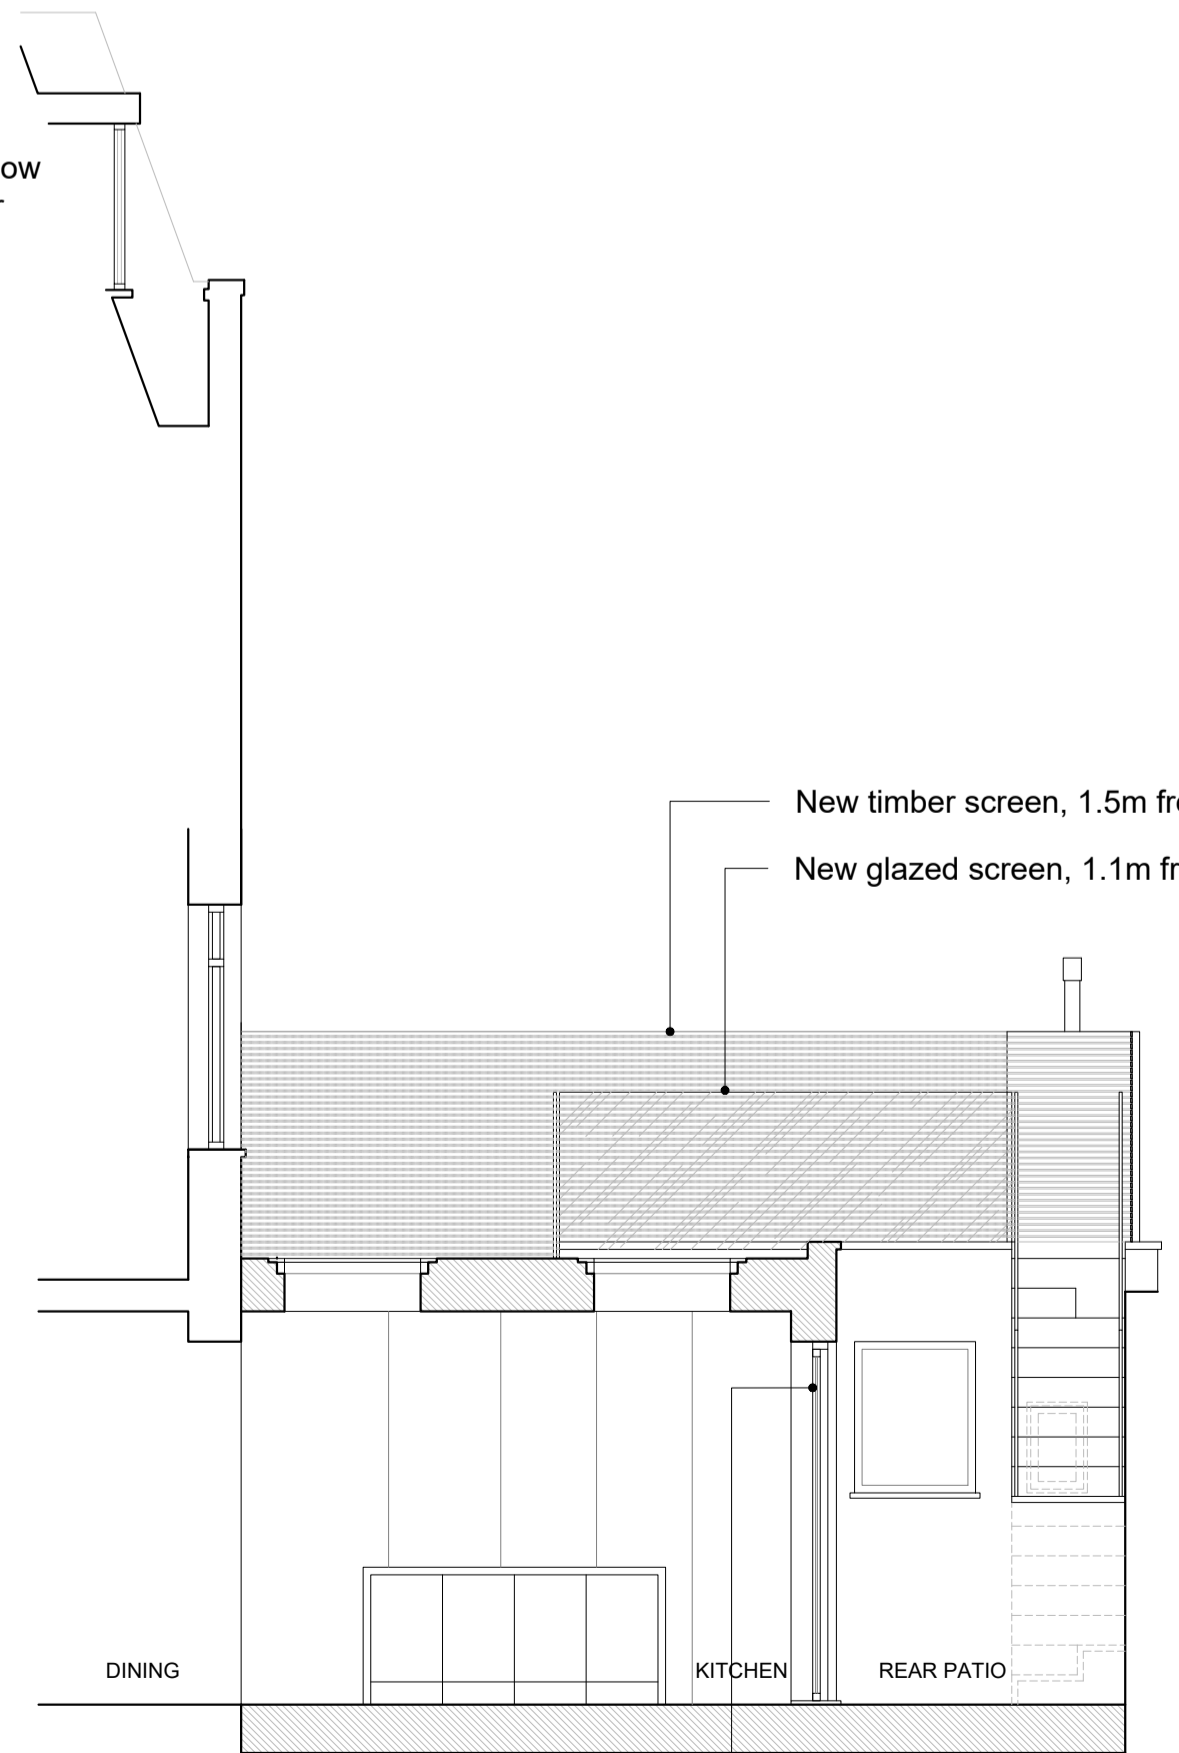 ow
New timber screen, 1.5m fr
New glazed screen, 1.1m fr
DINING
KITCHEN
REAR PATIO